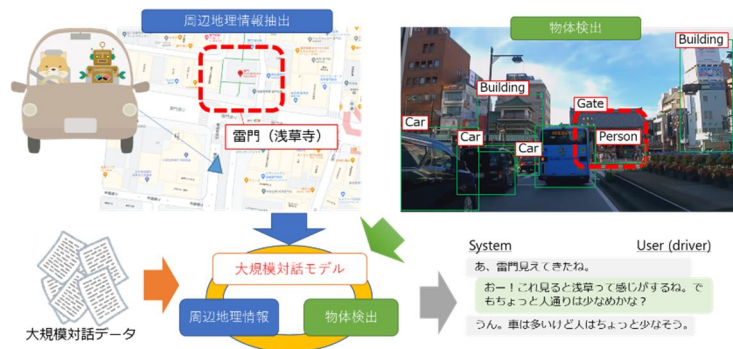 周辺地理情報抽出
物体検出
雷門（浅草寺）
Building
Building
Gate
Person
Car
Car
Car
大規模対話データ
大規模対話モデル
周辺地理情報
物体検出
System
User (driver)
あ、雷門見えてきたね。
おー！これ見ると浅草って感じがするね。で
もちょっと人通りは少なめかな？
うん。車は多いけど人はちょっと少なそう。